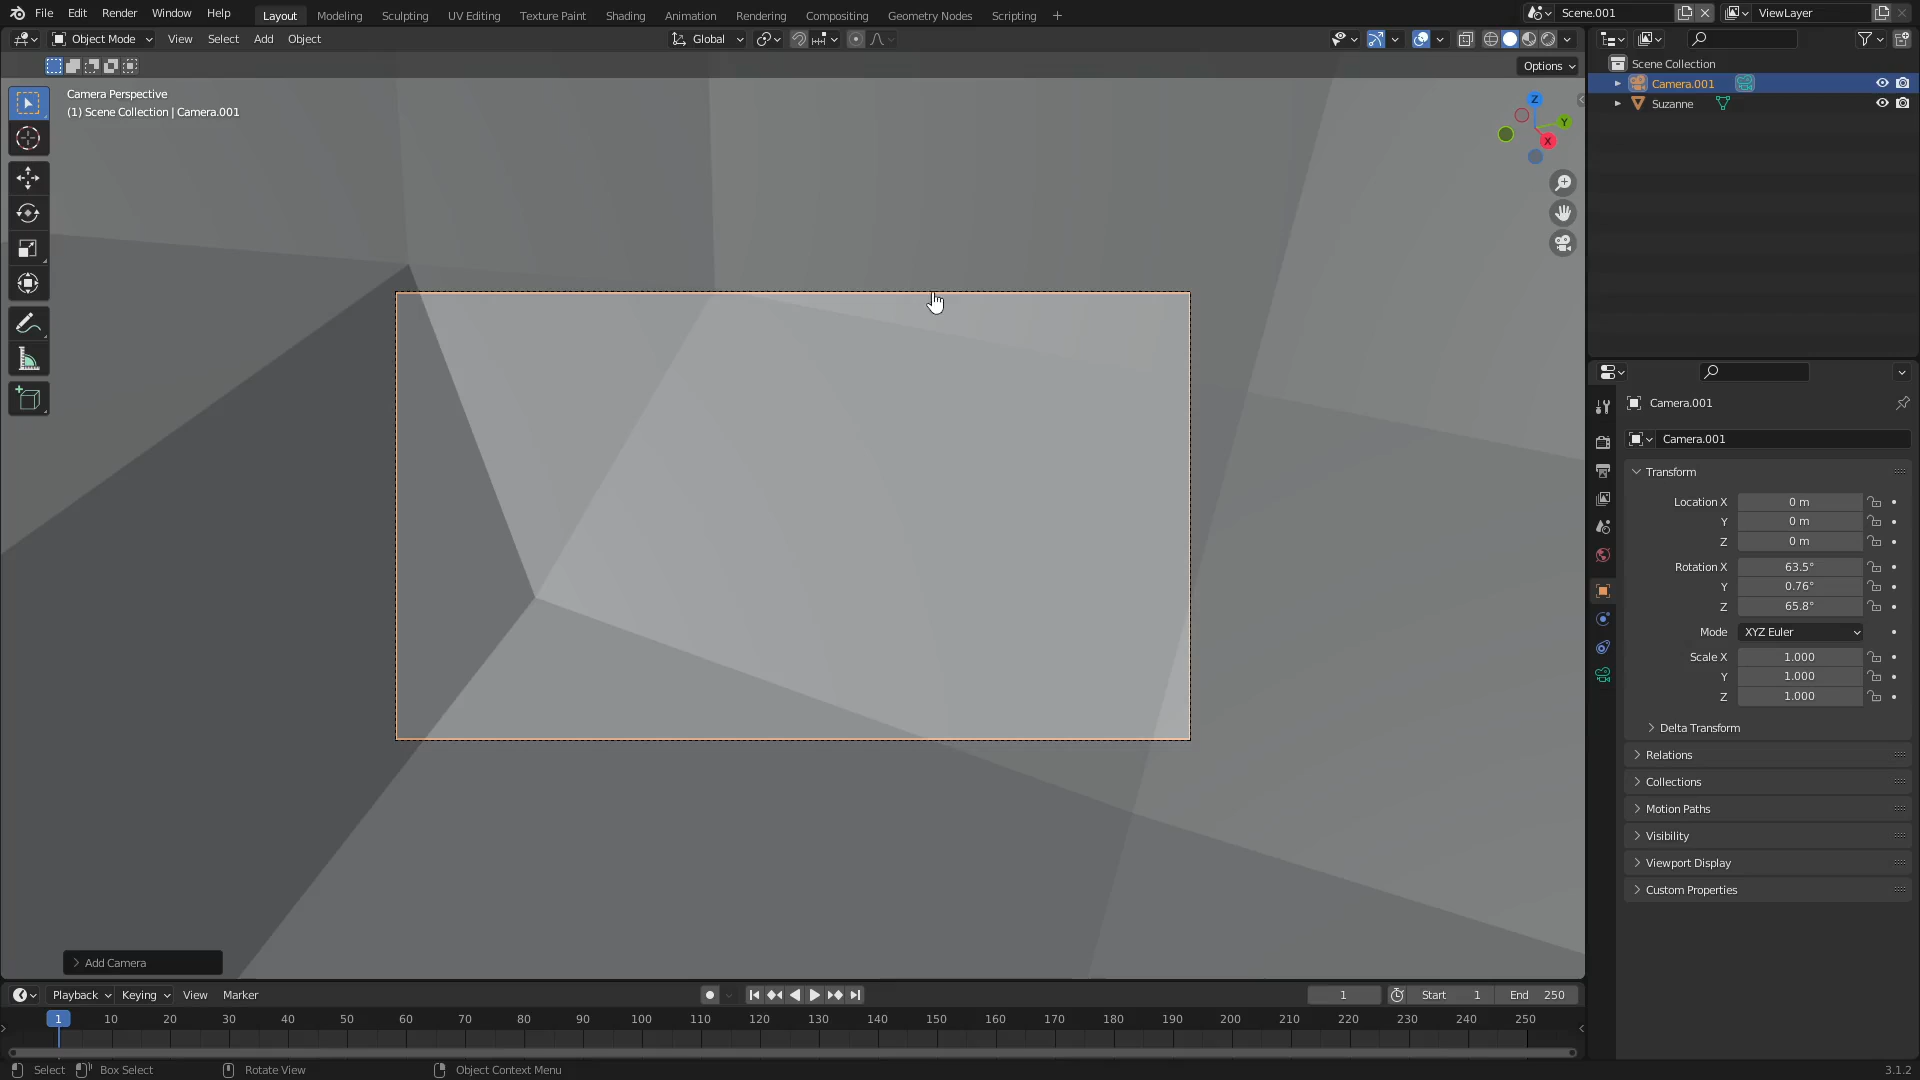 File Edit Render Window Help Layout Modeling Sculpting UV Editing Texture Paint Shading Animation Rendering Compositing Geometry Nodes Scripting + Scene.001 ViewLayer
Object Mode View Select Add Object Global
Options
Camera Perspective
(1) Scene Collection | Camera.001
Z
Y
X
Add Camera
Scene Collection
Camera.001
Suzanne
Camera.001
Camera.001
Transform
Location X 0 m
Y 0 m
Z 0 m
Rotation X 63.5°
Y 0.76°
Z 65.8°
Mode XYZ Euler
Scale X 1.000
Y 1.000
Z 1.000
Delta Transform
Relations
Collections
Motion Paths
Visibility
Viewport Display
Custom Properties
Playback Keying View Marker 1 Start 1 End 250
1 10 20 30 40 50 60 70 80 90 100 110 120 130 140 150 160 170 180 190 200 210 220 230 240 250
Select Box Select Rotate View Object Context Menu 3.1.2